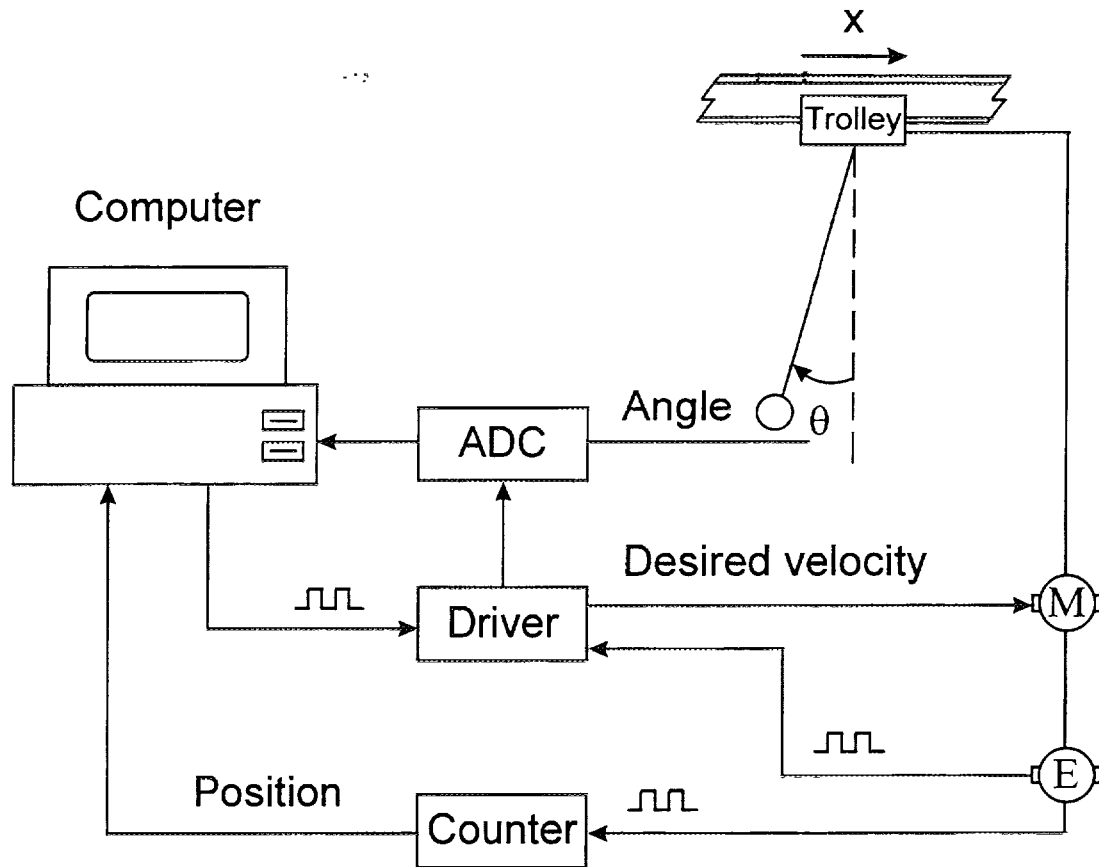 X
Trolley
Computer
Angle
θ
ADC
Desired velocity
M
Driver
E
Position
Counter